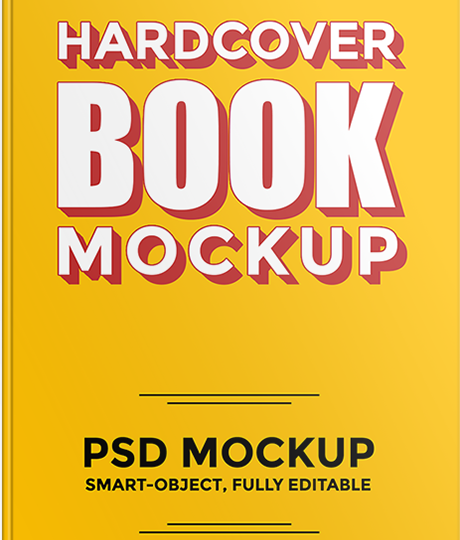 HARDCOVER
BOOK
MOCKUP
PSD MOCKUP
SMART-OBJECT, FULLY EDITABLE